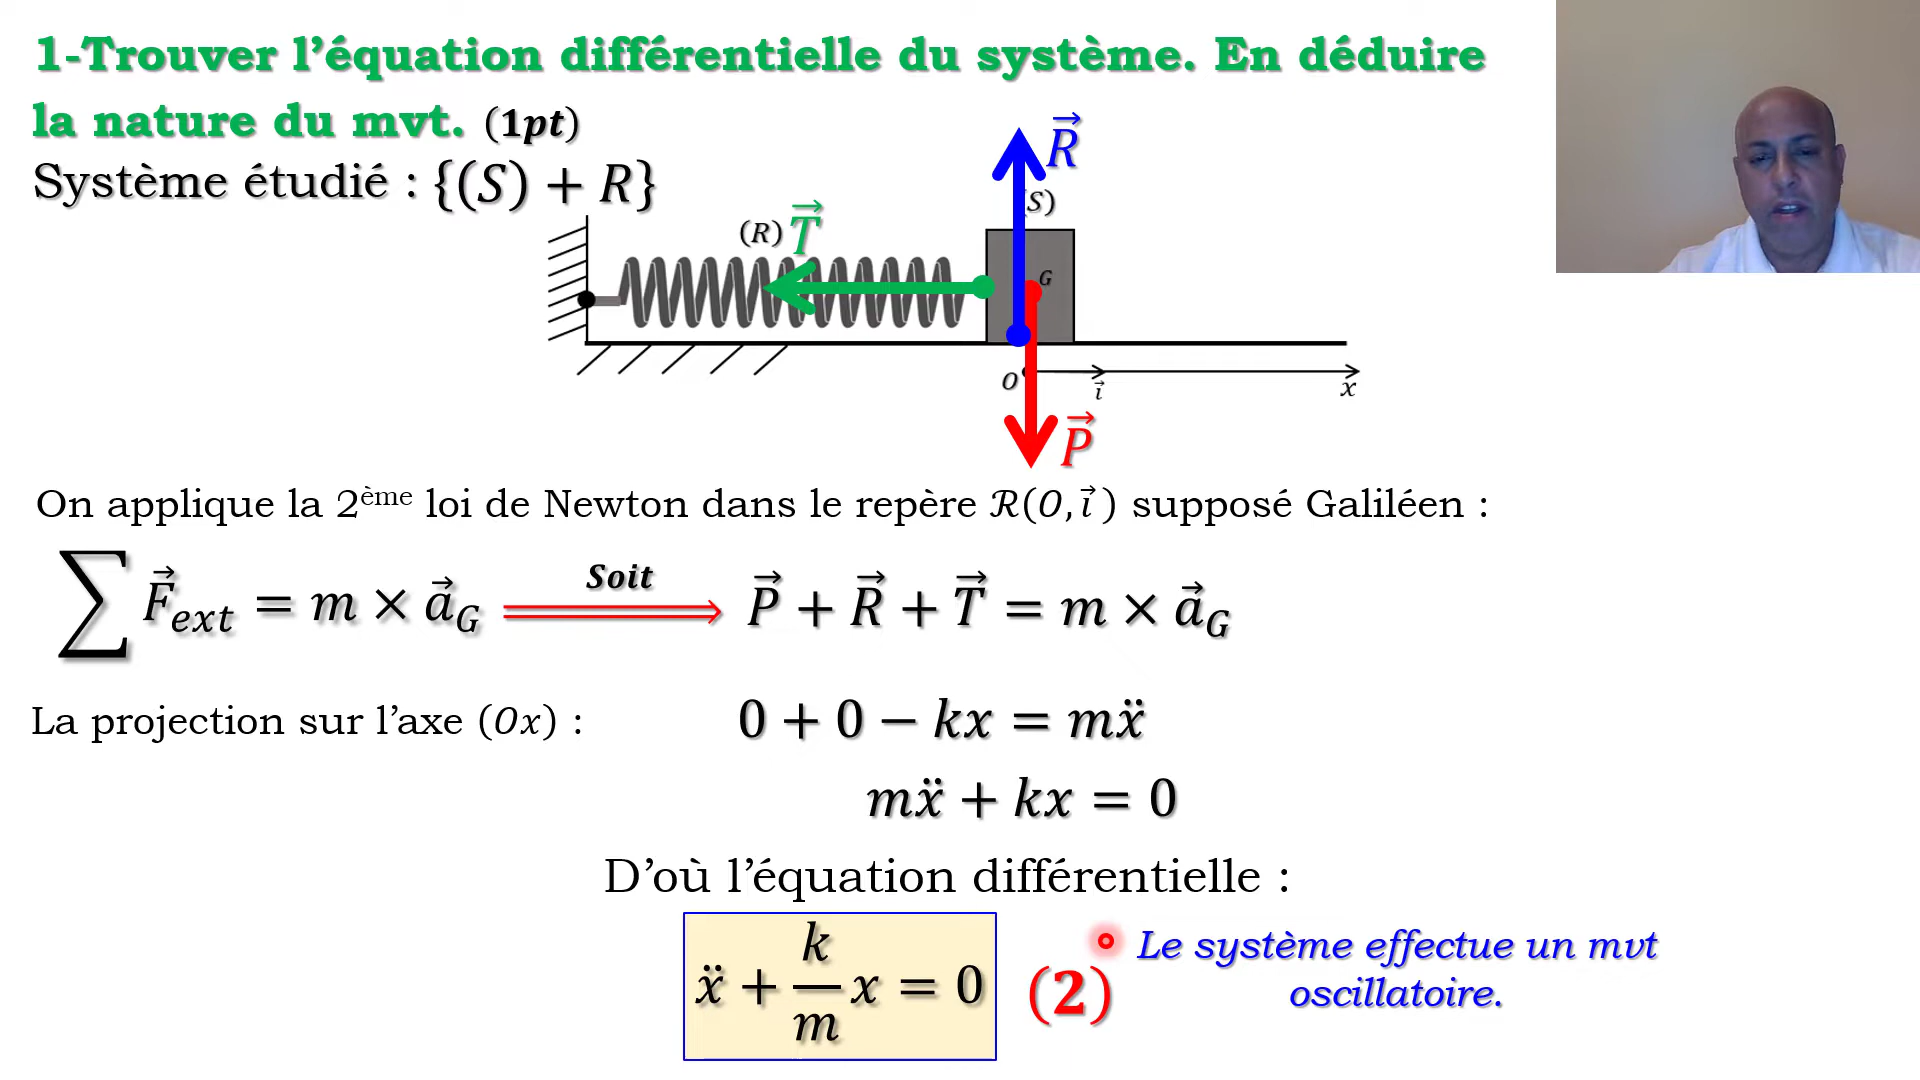 1-Trouver l’équation différentielle du système. En déduire
la nature du mvt. (1pt)
Système étudié : {(S) + R}
(R) T⃗
R⃗
(S)
G
O
i⃗
x
P⃗
On applique la 2ème loi de Newton dans le repère ℛ(O, i⃗ ) supposé Galiléen :
∑ F⃗ext = m × a⃗G Soit P⃗ + R⃗ + T⃗ = m × a⃗G
La projection sur l’axe (Ox) : 0 + 0 − kx = mẍ
mẍ + kx = 0
D’où l’équation différentielle :
ẍ + k/m x = 0 (2)
Le système effectue un mvt
oscillatoire.